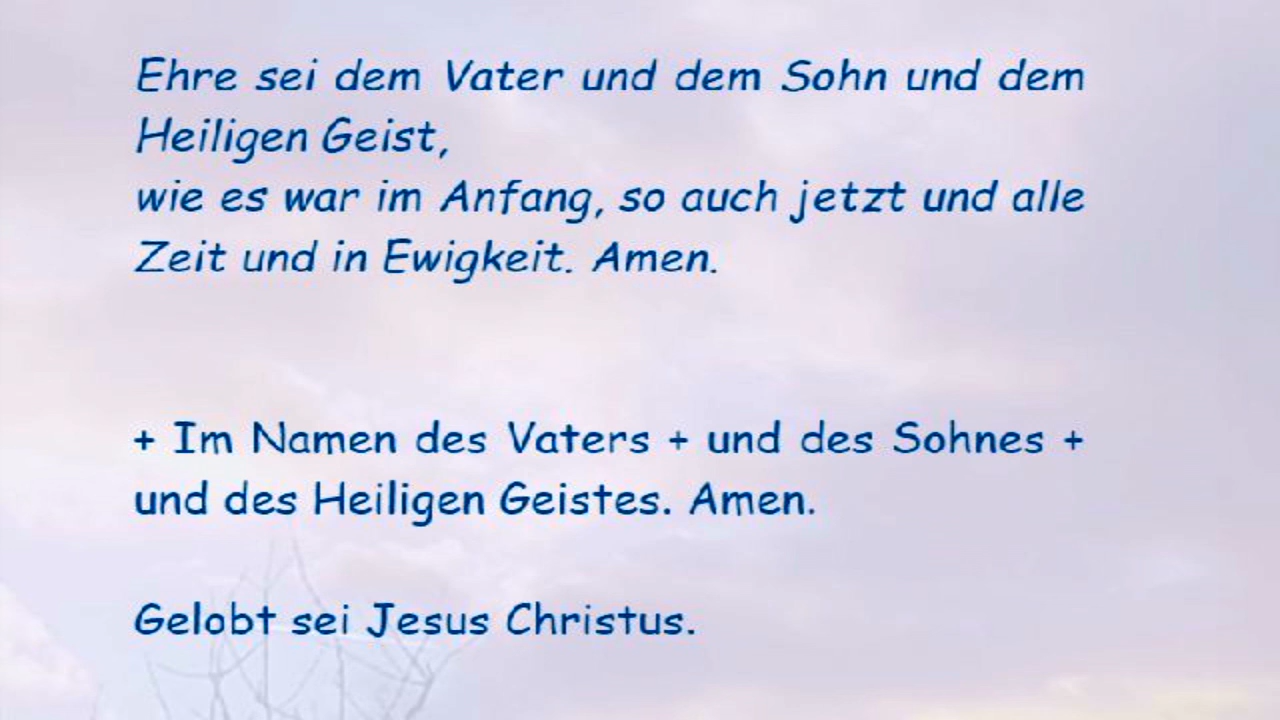 Ehre sei dem Vater und dem Sohn und dem
Heiligen Geist,
wie es war im Anfang, so auch jetzt und alle
Zeit und in Ewigkeit. Amen.
+ Im Namen des Vaters + und des Sohnes +
und des Heiligen Geistes. Amen.
Gelobt sei Jesus Christus.